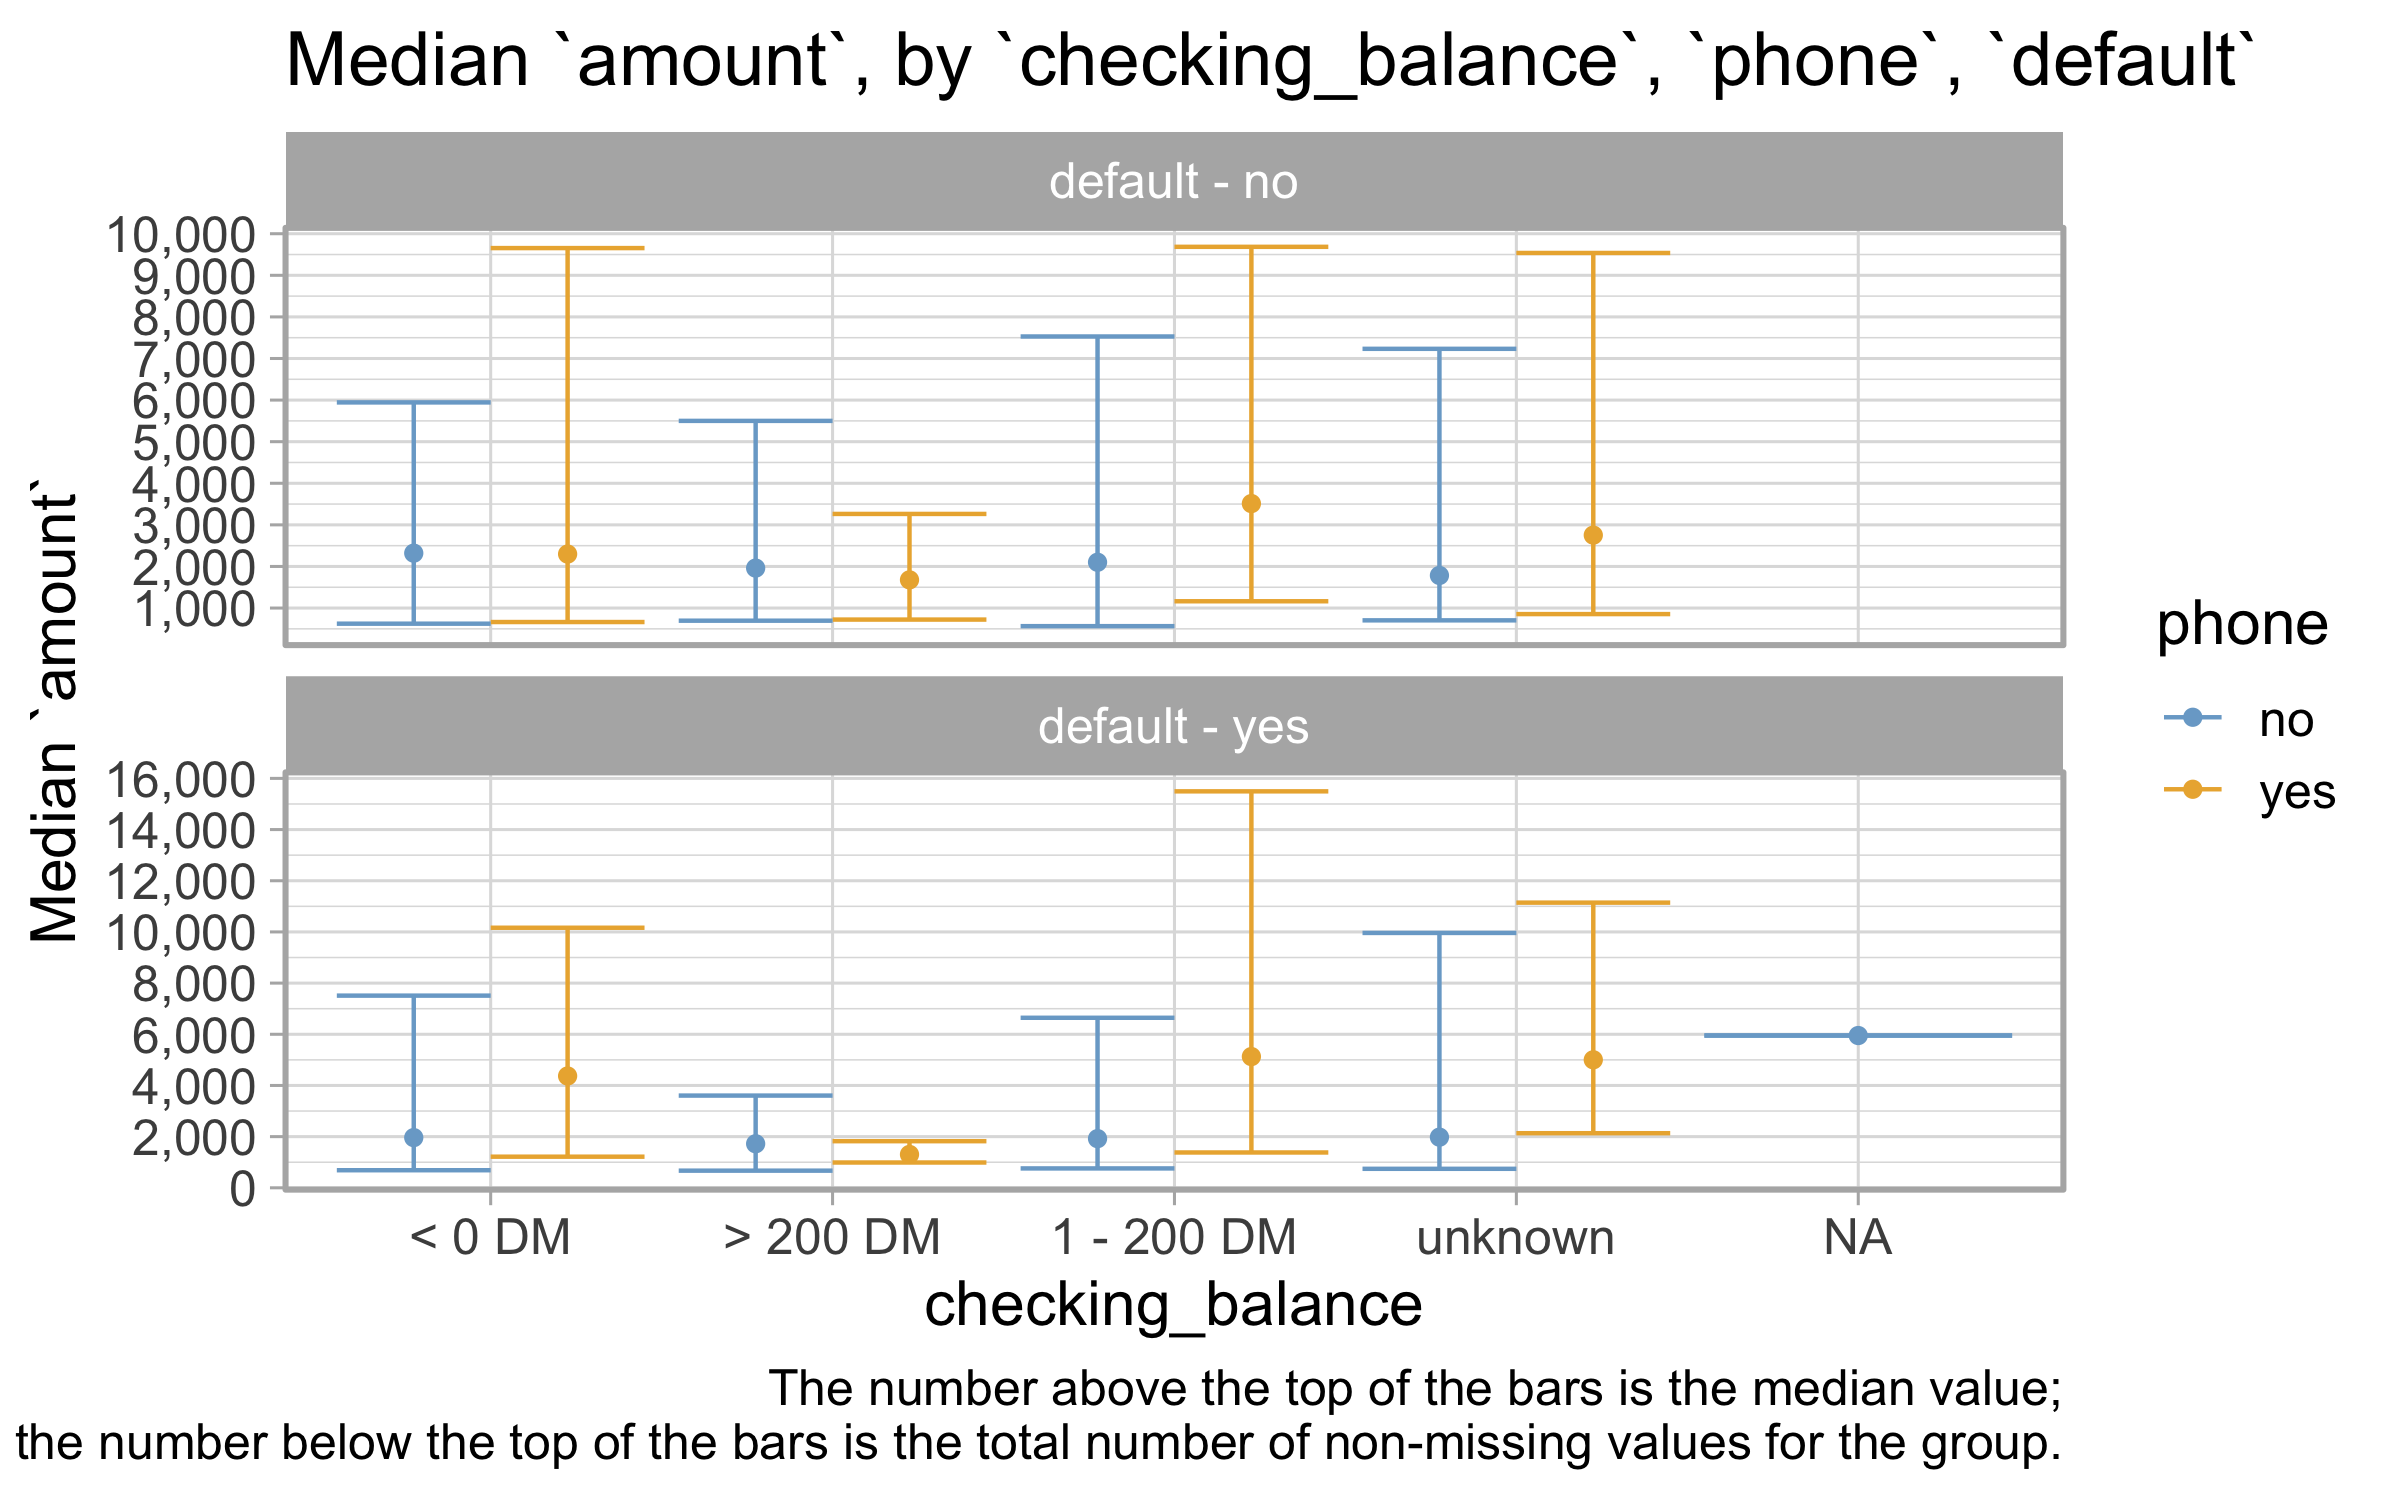 Median `amount`, by `checking_balance`, `phone`, `default`
default - no
10,000
9,000
8,000
7,000
6,000
5,000
4,000
3,000
2,000
1,000
default - yes
16,000
14,000
12,000
10,000
8,000
6,000
4,000
2,000
0
Median `amount`
< 0 DM
> 200 DM
1 - 200 DM
unknown
NA
checking_balance
phone
no
yes
The number above the top of the bars is the median value;
the number below the top of the bars is the total number of non-missing values for the group.